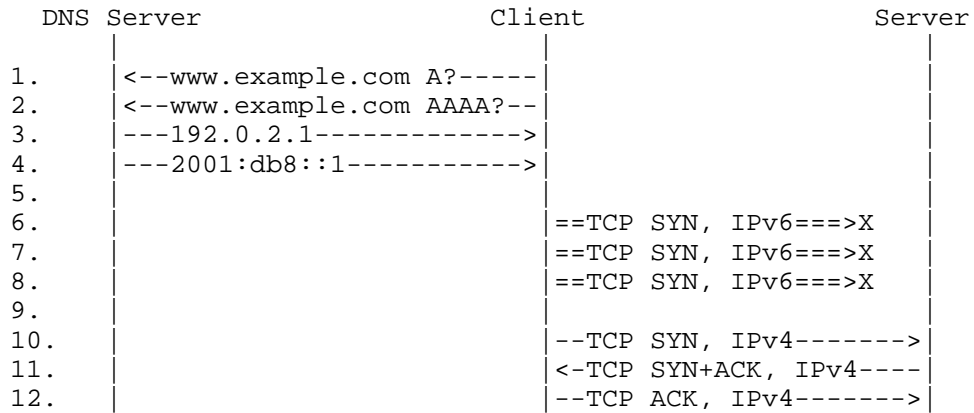 DNS Server                  Client                  Server
      |                          |                       |
1.    |<--www.example.com A?-----|                       |
2.    |<--www.example.com AAAA?--|                       |
3.    |---192.0.2.1------------->|                       |
4.    |---2001:db8::1----------->|                       |
5.    |                          |                       |
6.    |                          |==TCP SYN, IPv6===>X   |
7.    |                          |==TCP SYN, IPv6===>X   |
8.    |                          |==TCP SYN, IPv6===>X   |
9.    |                          |                       |
10.   |                          |--TCP SYN, IPv4------->|
11.   |                          |<-TCP SYN+ACK, IPv4----|
12.   |                          |--TCP ACK, IPv4------->|